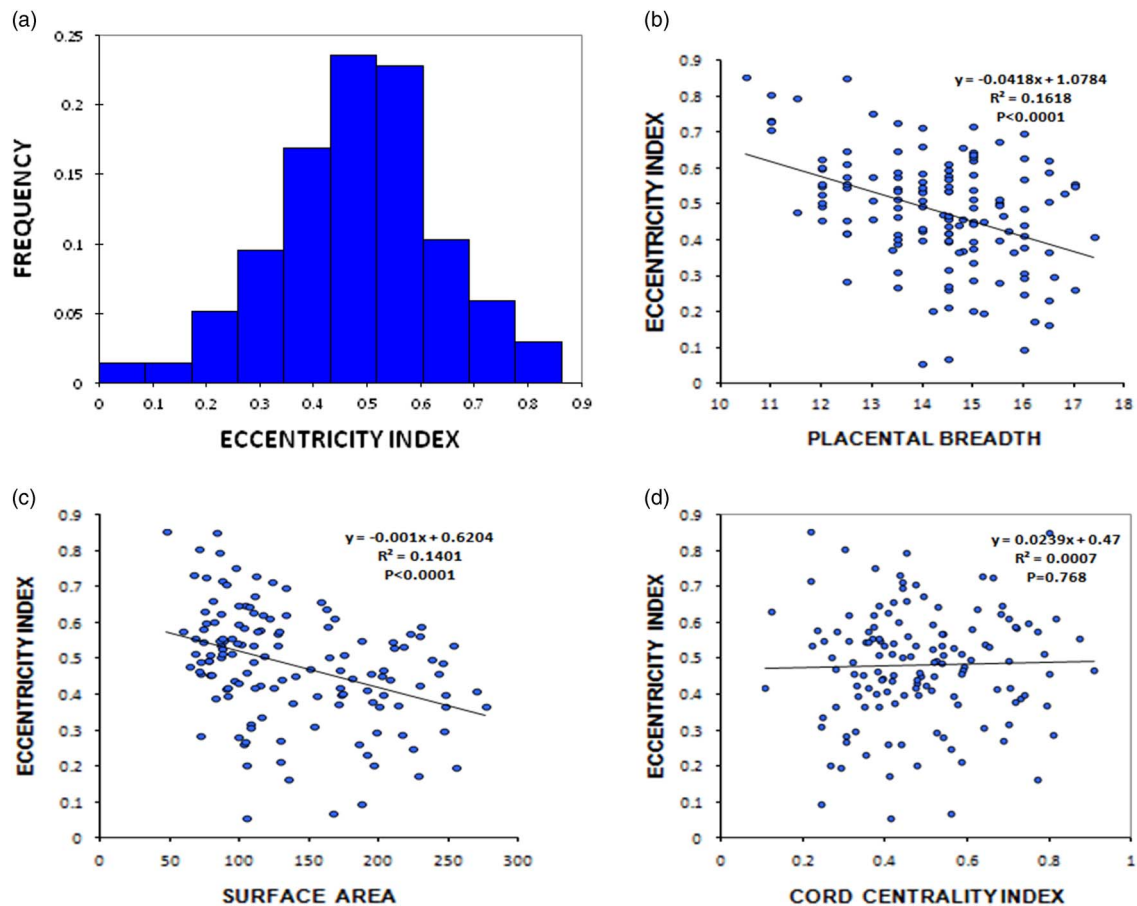 (a)
0.25
0.2
0.15
0.1
0.05
0
FREQUENCY
0 0.1 0.2 0.3 0.4 0.5 0.6 0.7 0.8 0.9
ECCENTRICITY INDEX
(b)
0.9
0.8
0.7
0.6
0.5
0.4
0.3
0.2
0.1
0
ECCENTRICITY INDEX
y = -0.0418x + 1.0784
R² = 0.1618
P<0.0001
10 11 12 13 14 15 16 17 18
PLACENTAL BREADTH
(c)
0.9
0.8
0.7
0.6
0.5
0.4
0.3
0.2
0.1
0
ECCENTRICITY INDEX
y = -0.001x + 0.6204
R² = 0.1401
P<0.0001
0 50 100 150 200 250 300
SURFACE AREA
(d)
0.9
0.8
0.7
0.6
0.5
0.4
0.3
0.2
0.1
0
ECCENTRICITY INDEX
y = 0.0239x + 0.47
R² = 0.0007
P=0.768
0 0.2 0.4 0.6 0.8 1
CORD CENTRALITY INDEX